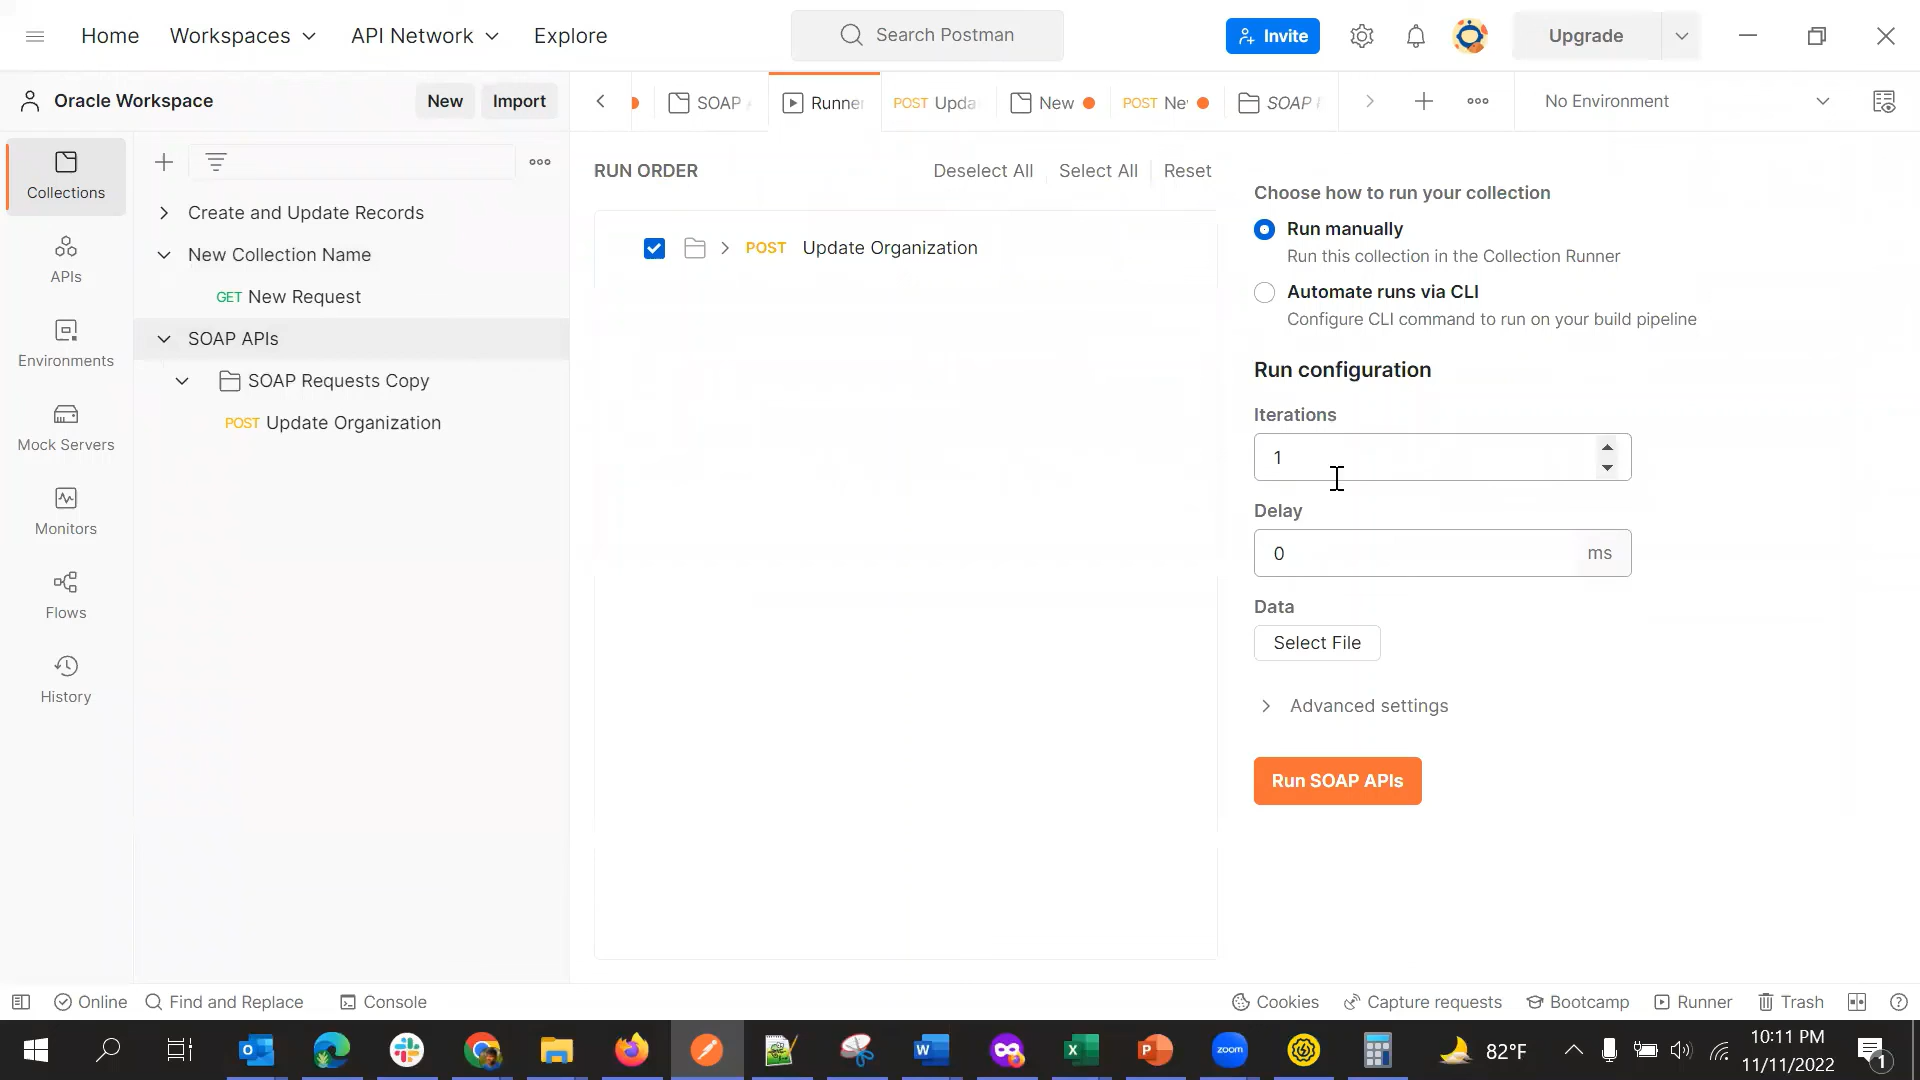 Home Workspaces API Network Explore Search Postman Invite Upgrade
Oracle Workspace New Import SOAP Runner POST Upda New POST Ne SOAP No Environment
RUN ORDER Deselect All Select All Reset
Collections
APIs
Environments
Mock Servers
Monitors
Flows
History
Create and Update Records
New Collection Name
GET New Request
SOAP APIs
SOAP Requests Copy
POST Update Organization
POST Update Organization
Choose how to run your collection
Run manually
Run this collection in the Collection Runner
Automate runs via CLI
Configure CLI command to run on your build pipeline
Run configuration
Iterations
1
Delay
0 ms
Data
Select File
Advanced settings
Run SOAP APIs
Online Find and Replace Console Cookies Capture requests Bootcamp Runner Trash
zoom 82°F 10:11 PM
11/11/2022 1